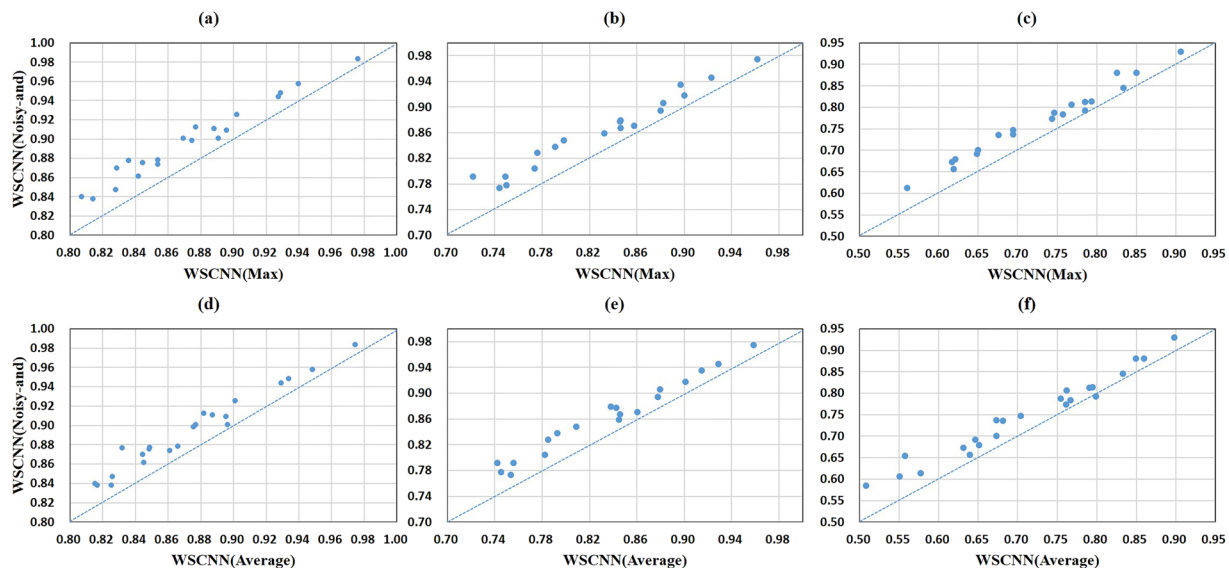 (a) (b) (c)
1.00 0.98 0.96 0.94 0.92 0.90 0.88 0.86 0.84 0.82 0.80
WSCNN(Noisy-and)
0.80 0.82 0.84 0.86 0.88 0.90 0.92 0.94 0.96 0.98 1.00
WSCNN(Max)
0.98 0.94 0.90 0.86 0.82 0.78 0.74 0.70
0.70 0.74 0.78 0.82 0.86 0.90 0.94 0.98
WSCNN(Max)
0.95 0.90 0.85 0.80 0.75 0.70 0.65 0.60 0.55 0.50
0.50 0.55 0.60 0.65 0.70 0.75 0.80 0.85 0.90 0.95
WSCNN(Max)
(d) (e) (f)
1.00 0.98 0.96 0.94 0.92 0.90 0.88 0.86 0.84 0.82 0.80
WSCNN(Noisy-and)
0.80 0.82 0.84 0.86 0.88 0.90 0.92 0.94 0.96 0.98 1.00
WSCNN(Average)
0.98 0.94 0.90 0.86 0.82 0.78 0.74 0.70
0.70 0.74 0.78 0.82 0.86 0.90 0.94 0.98
WSCNN(Average)
0.95 0.90 0.85 0.80 0.75 0.70 0.65 0.60 0.55 0.50
0.50 0.55 0.60 0.65 0.70 0.75 0.80 0.85 0.90 0.95
WSCNN(Average)